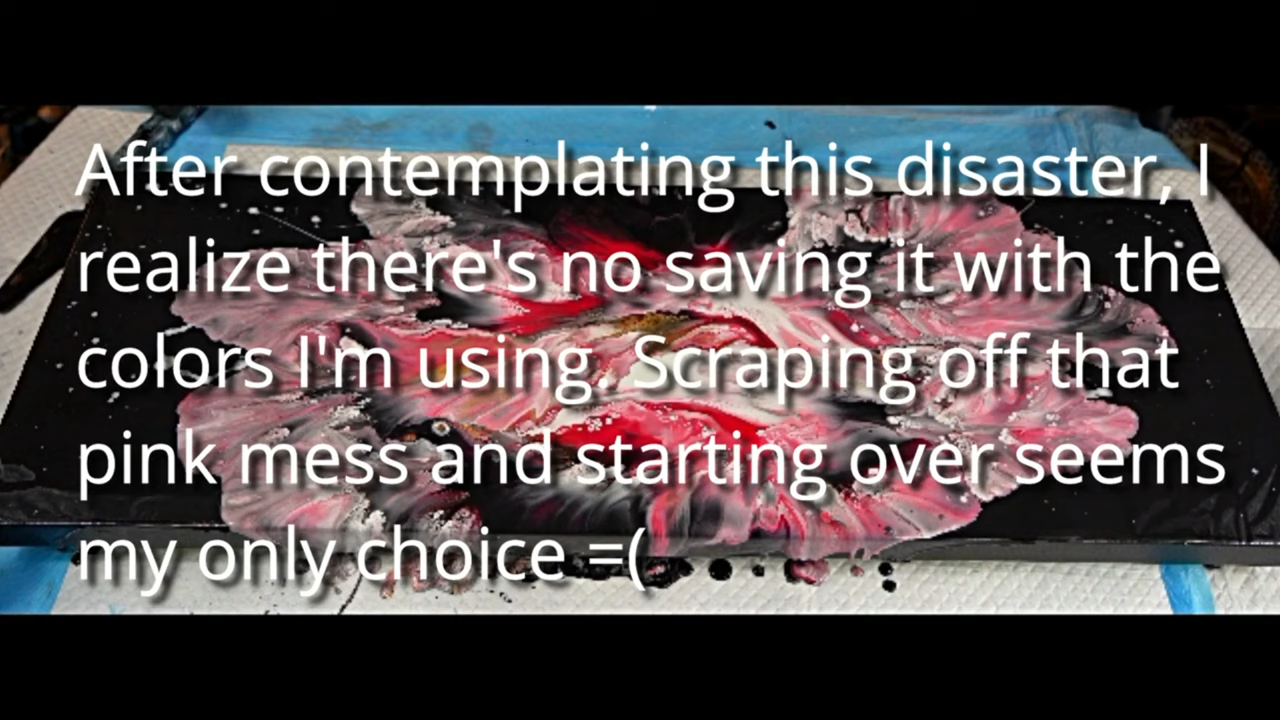 After contemplating this disaster, I
realize there's no saving it with the
colors I'm using. Scraping off that
pink mess and starting over seems
my only choice =(